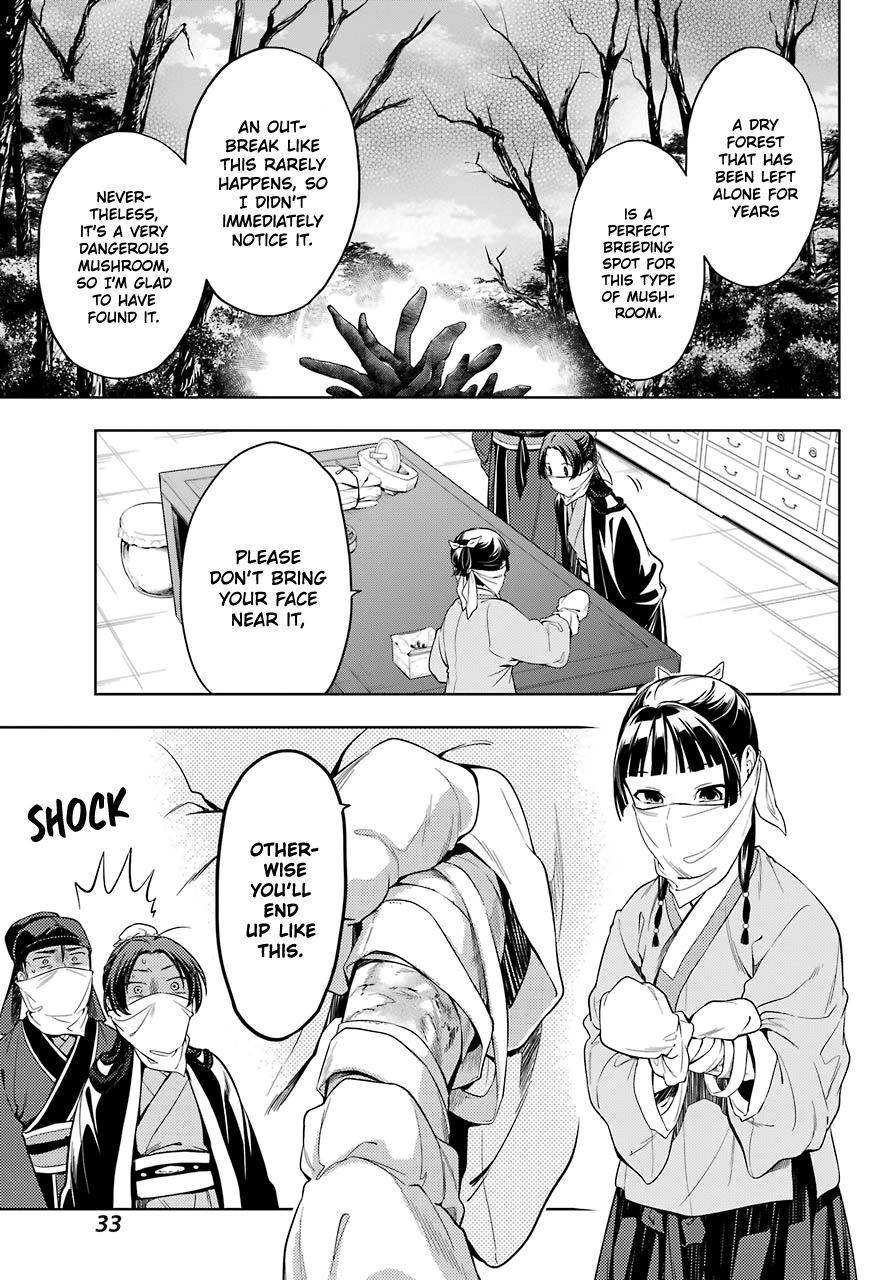 A DRY
FOREST
THAT HAS
BEEN LEFT
ALONE FOR
YEARS
IS A
PERFECT
BREEDING
SPOT FOR
THIS TYPE
OF MUSH-
ROOM.
AN OUT-
BREAK LIKE
THIS RARELY
HAPPENS, SO
I DIDN'T
IMMEDIATELY
NOTICE IT.
NEVER-
THELESS,
IT'S A VERY
DANGEROUS
MUSHROOM,
SO I'M GLAD
TO HAVE
FOUND IT.
PLEASE
DON'T BRING
YOUR FACE
NEAR IT,
OTHER-
WISE
YOU'LL
END
UP LIKE
THIS.
SHOCK
33